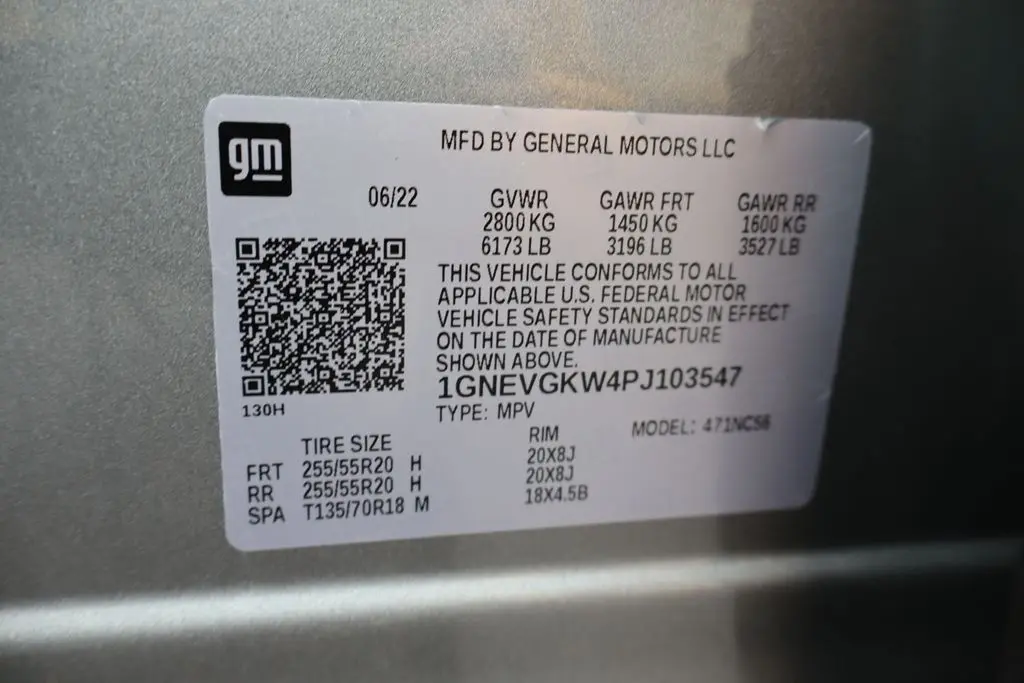 gm
MFD BY GENERAL MOTORS LLC
06/22
GVWR GAWR FRT GAWR RR
2800 KG 1450 KG 1600 KG
6173 LB 3196 LB 3527 LB
THIS VEHICLE CONFORMS TO ALL
APPLICABLE U.S. FEDERAL MOTOR
VEHICLE SAFETY STANDARDS IN EFFECT
ON THE DATE OF MANUFACTURE
SHOWN ABOVE.
1GNEVGKW4PJ103547
130H
TYPE: MPV MODEL: 471NC56
TIRE SIZE RIM
FRT 255/55R20 H 20X8J
RR 255/55R20 H 20X8J
SPA T135/70R18 M 18X4.5B